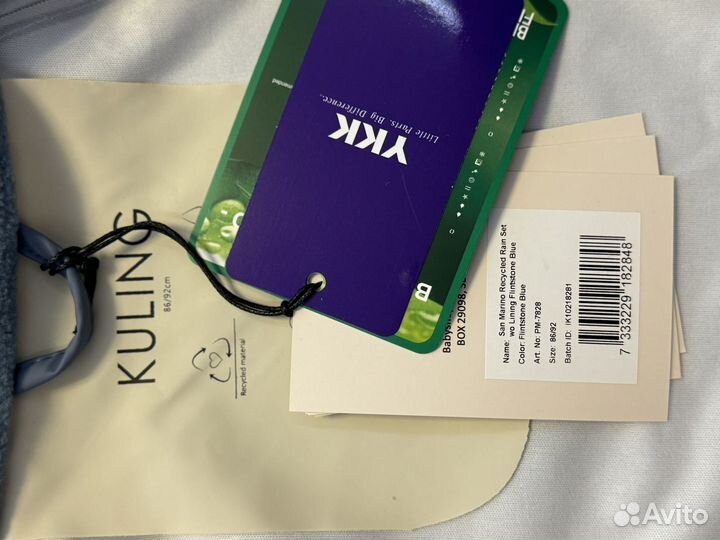 KULING
86/92cm
Recycled material
YKK
Little Parts. Big Difference.
BOX 29098, S
Name: San Marino Recycled Rain Set
wo Lining Flintstone Blue
Color: Flintstone Blue
Art. No: PM-7828
Size: 86/92
Batch ID: IK10218281
7 333229 182848
Avito